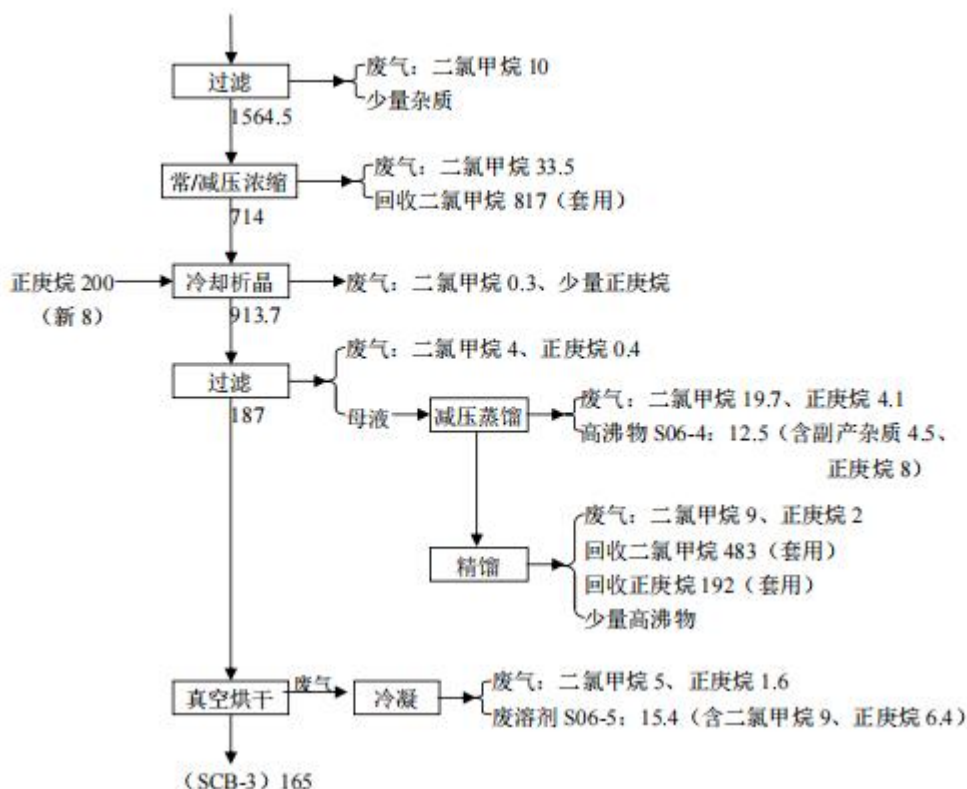 过滤
废气：二氯甲烷 10
少量杂质
1564.5
常/减压浓缩
废气：二氯甲烷 33.5
回收二氯甲烷 817（套用）
714
正庚烷 200
（新 8）
冷却析晶
废气：二氯甲烷 0.3、少量正庚烷
913.7
过滤
废气：二氯甲烷 4、正庚烷 0.4
187
母液
减压蒸馏
废气：二氯甲烷 19.7、正庚烷 4.1
高沸物 S06-4：12.5（含副产杂质 4.5、
正庚烷 8）
精馏
废气：二氯甲烷 9、正庚烷 2
回收二氯甲烷 483（套用）
回收正庚烷 192（套用）
少量高沸物
真空烘干
废气
冷凝
废气：二氯甲烷 5、正庚烷 1.6
废溶剂 S06-5：15.4（含二氯甲烷 9、正庚烷 6.4）
（SCB-3）165